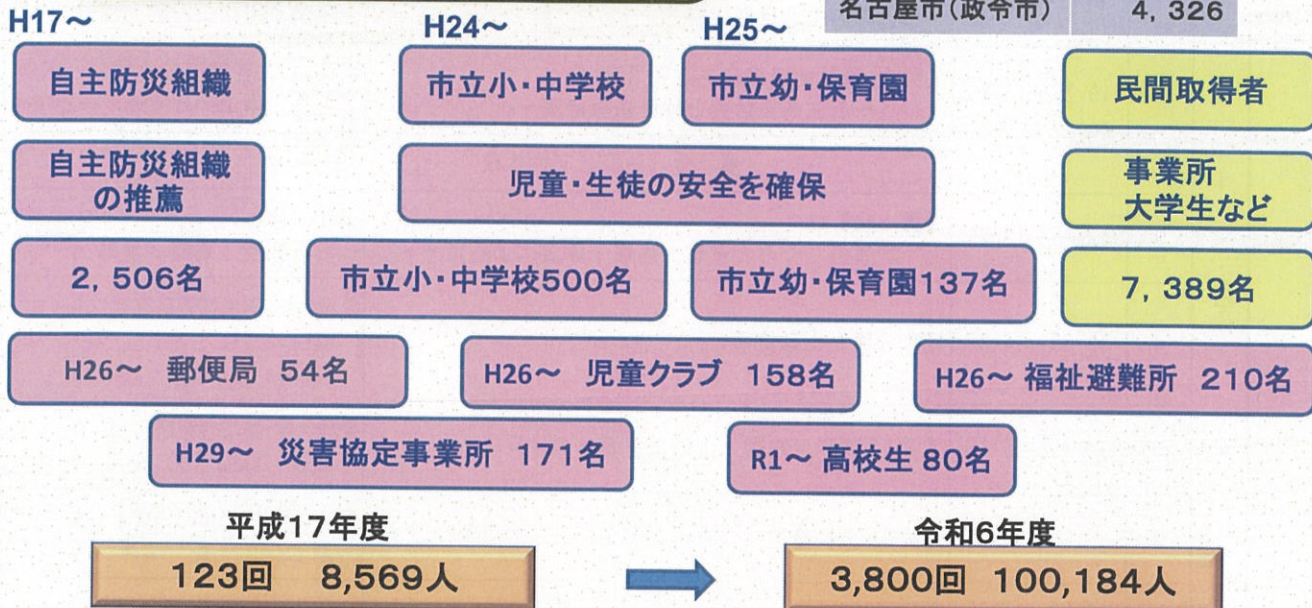 名古屋市(政令市) 4,326
H17～ H24～ H25～
自主防災組織 市立小・中学校 市立幼・保育園 民間取得者
自主防災組織
の推薦
児童・生徒の安全を確保
事業所
大学生など
2,506名 市立小・中学校500名 市立幼・保育園137名 7,389名
H26～ 郵便局 54名 H26～ 児童クラブ 158名 H26～ 福祉避難所 210名
H29～ 災害協定事業所 171名 R1～ 高校生 80名
平成17年度 令和6年度
123回 8,569人 3,800回 100,184人